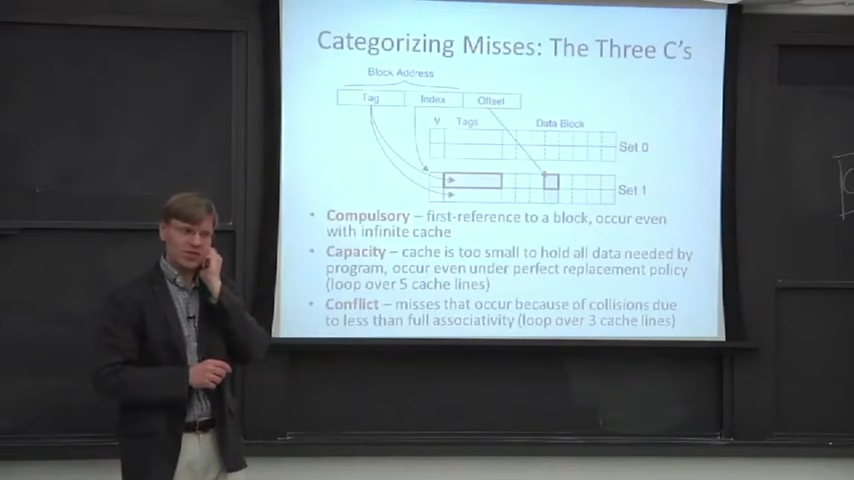 Categorizing Misses: The Three C's
Block Address
Tag Index Offset
V Tags Data Block
Set 0
Set 1
• Compulsory – first-reference to a block, occur even
with infinite cache
• Capacity – cache is too small to hold all data needed by
program, occur even under perfect replacement policy
(loop over 5 cache lines)
• Conflict – misses that occur because of collisions due
to less than full associativity (loop over 3 cache lines)